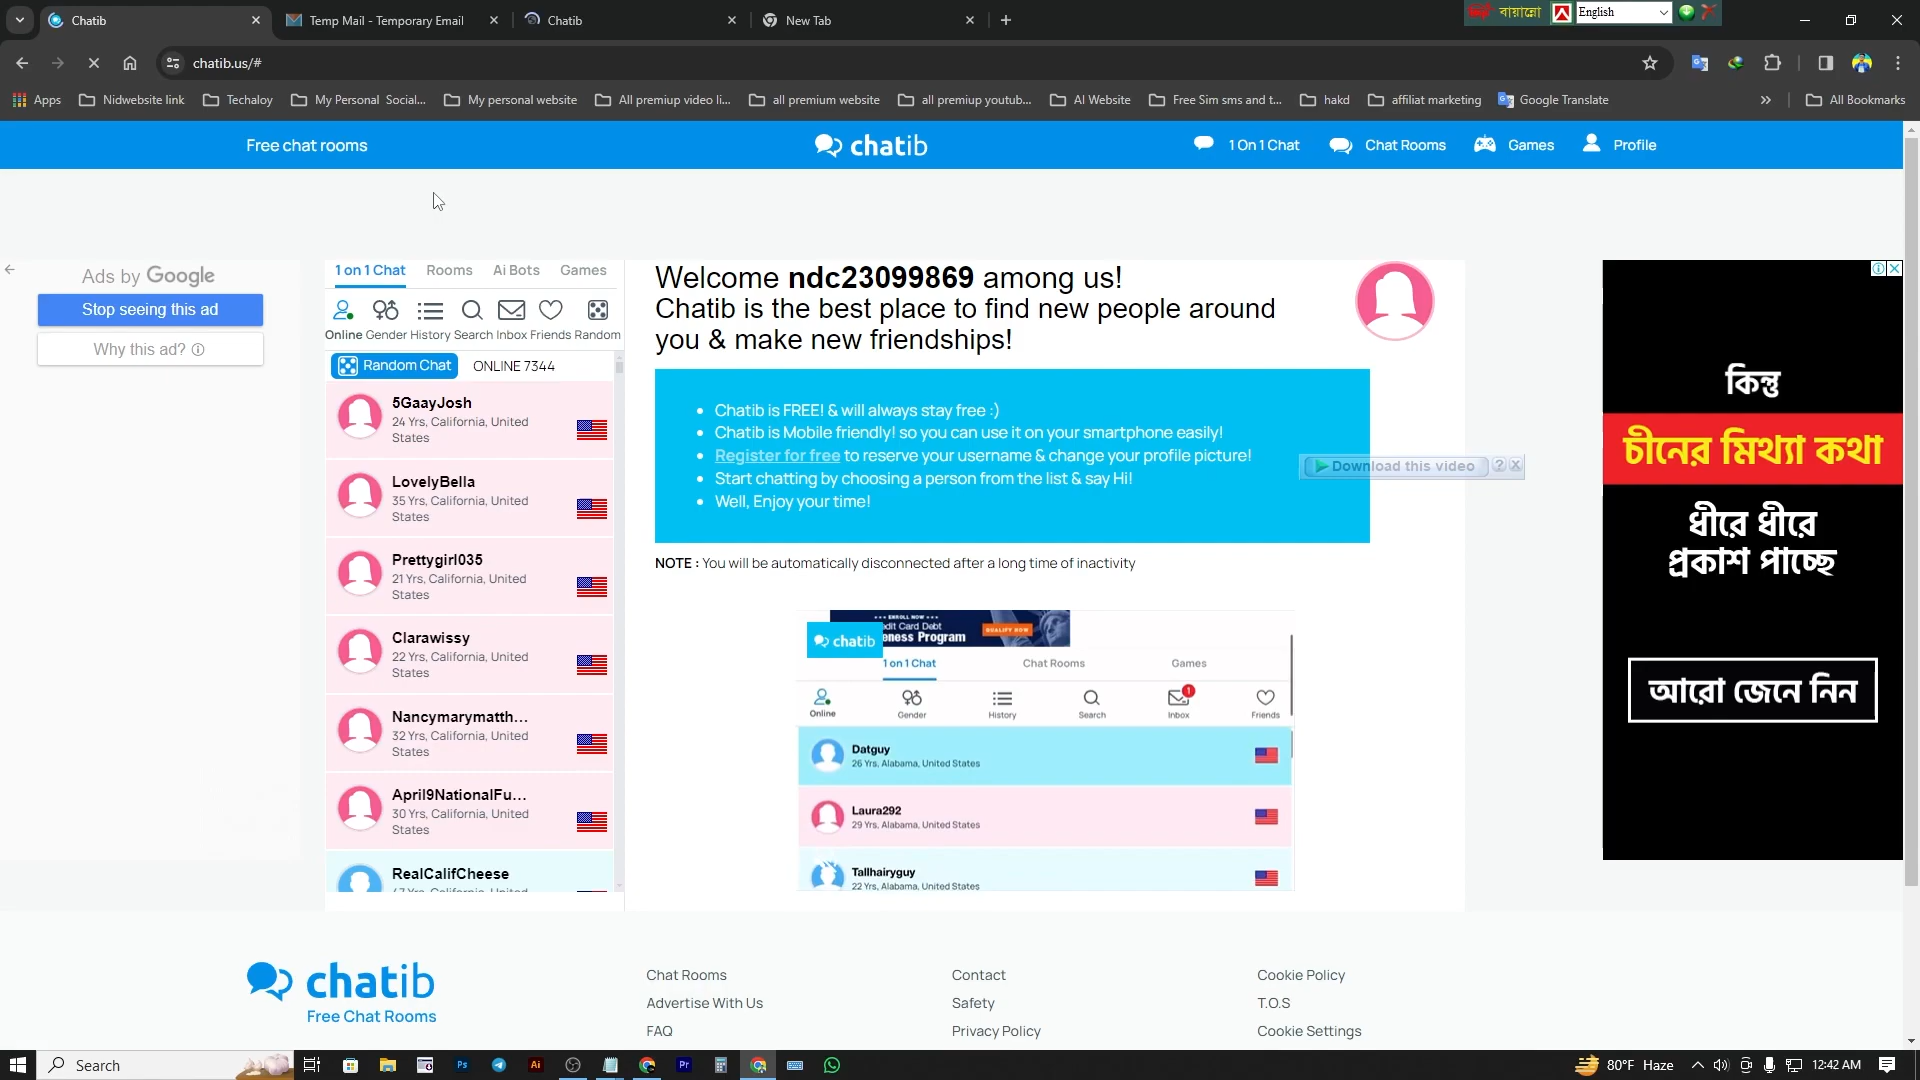 Chatib
Temp Mail - Temporary Email
Chatib
New Tab
বায়ান্নো
English
chatib.us/#
Apps
Nidwebsite link
Techaloy
My Personal Social...
My personal website
All premiup video li...
all premium website
all premiup youtub...
AI Website
Free Sim sms and t...
hakd
affiliat marketing
Google Translate
All Bookmarks
Free chat rooms
chatib
1 On 1 Chat
Chat Rooms
Games
Profile
Ads by Google
Stop seeing this ad
Why this ad?
1 on 1 Chat
Rooms
Ai Bots
Games
Online
Gender
History
Search
Inbox
Friends
Random
Random Chat
ONLINE 7344
5GaayJosh
24 Yrs, California, United
States
LovelyBella
35 Yrs, California, United
States
Prettygirl035
21 Yrs, California, United
States
Clarawissy
22 Yrs, California, United
States
Nancymarymatth...
32 Yrs, California, United
States
April9NationalFu...
30 Yrs, California, United
States
RealCalifCheese
Welcome ndc23099869 among us!
Chatib is the best place to find new people around
you & make new friendships!
Chatib is FREE! & will always stay free :)
Chatib is Mobile friendly! so you can use it on your smartphone easily!
Register for free to reserve your username & change your profile picture!
Start chatting by choosing a person from the list & say Hi!
Well, Enjoy your time!
Download this video
NOTE : You will be automatically disconnected after a long time of inactivity
ENROLL NOW
dit Card Debt
eness Program
QUALIFY NOW
chatib
1 on 1 Chat
Chat Rooms
Games
Online
Gender
History
Search
1
Inbox
Friends
Datguy
26 Yrs, Alabama, United States
Laura292
29 Yrs, Alabama, United States
Tallhairyguy
22 Yrs, Alabama, United States
কিন্তু
চীনের মিথ্যা কথা
ধীরে ধীরে
প্রকাশ পাচ্ছে
আরো জেনে নিন
chatib
Free Chat Rooms
Chat Rooms
Advertise With Us
FAQ
Contact
Safety
Privacy Policy
Cookie Policy
T.O.S
Cookie Settings
Search
Ps
Ai
Pr
80°F Haze
12:42 AM